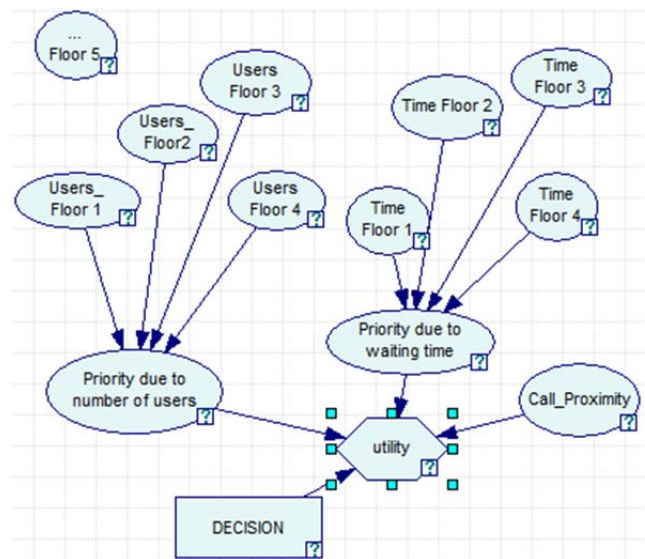 ...
Floor 5
?
Users
Floor 3
?
Time
Floor 3
?
Time Floor 2
?
Users_
Floor2
?
Users_
Floor 1
?
Users
Floor 4
?
Time
Floor 1
?
Time
Floor 4
?
Priority due to
waiting time
?
Priority due to
number of users
?
Call_Proximity
?
utility
?
DECISION
?